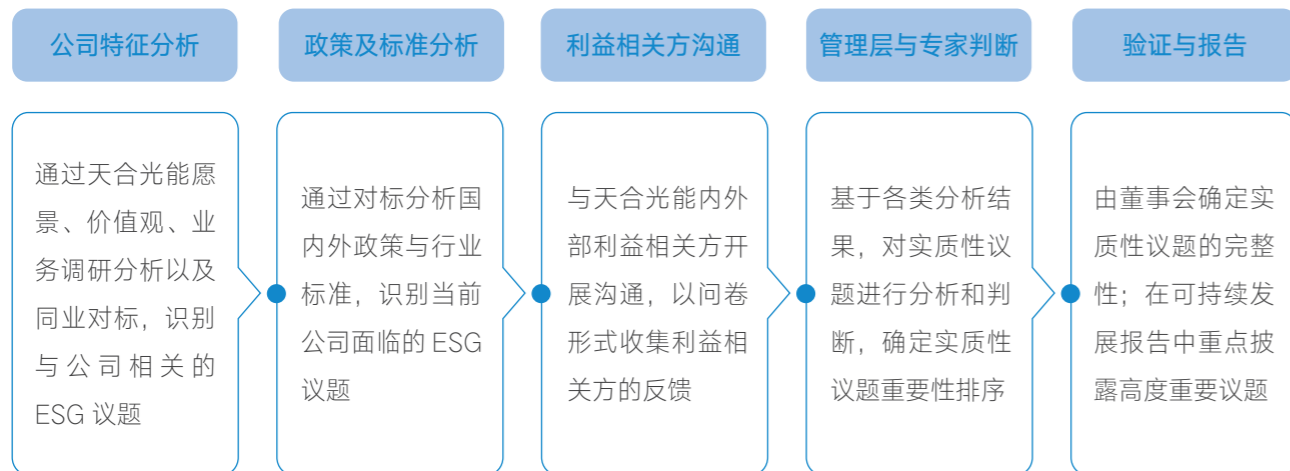 公司特征分析
政策及标准分析
利益相关方沟通
管理层与专家判断
验证与报告
通过天合光能愿
景、价值观、业
务调研分析以及
同业对标，识别
与公司相关的
ESG 议题
通过对标分析国
内外政策与行业
标准，识别当前
公司面临的 ESG
议题
与天合光能内外
部利益相关方开
展沟通，以问卷
形式收集利益相
关方的反馈
基于各类分析结
果，对实质性议
题进行分析和判
断，确定实质性
议题重要性排序
由董事会确定实
质性议题的完整
性；在可持续发
展报告中重点披
露高度重要议题